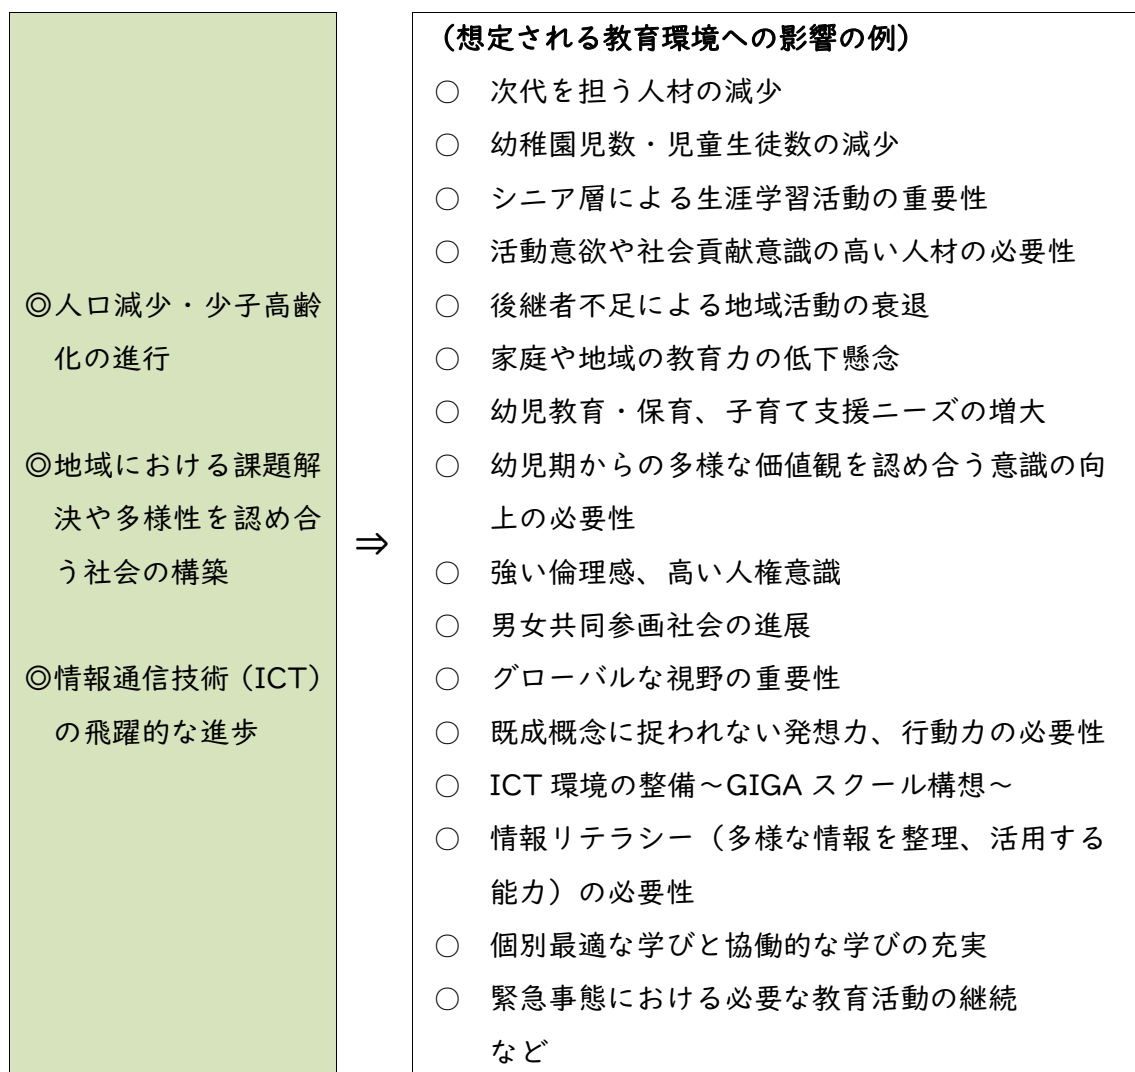 ◎人口減少・少子高齢
化の進行
◎地域における課題解
決や多様性を認め合
う社会の構築
◎情報通信技術（ICT）
の飛躍的な進歩
⇒
（想定される教育環境への影響の例）
○　次代を担う人材の減少
○　幼稚園児数・児童生徒数の減少
○　シニア層による生涯学習活動の重要性
○　活動意欲や社会貢献意識の高い人材の必要性
○　後継者不足による地域活動の衰退
○　家庭や地域の教育力の低下懸念
○　幼児教育・保育、子育て支援ニーズの増大
○　幼児期からの多様な価値観を認め合う意識の向
上の必要性
○　強い倫理感、高い人権意識
○　男女共同参画社会の進展
○　グローバルな視野の重要性
○　既成概念に捉われない発想力、行動力の必要性
○　ICT 環境の整備～GIGA スクール構想～
○　情報リテラシー（多様な情報を整理、活用する
能力）の必要性
○　個別最適な学びと協働的な学びの充実
○　緊急事態における必要な教育活動の継続
など